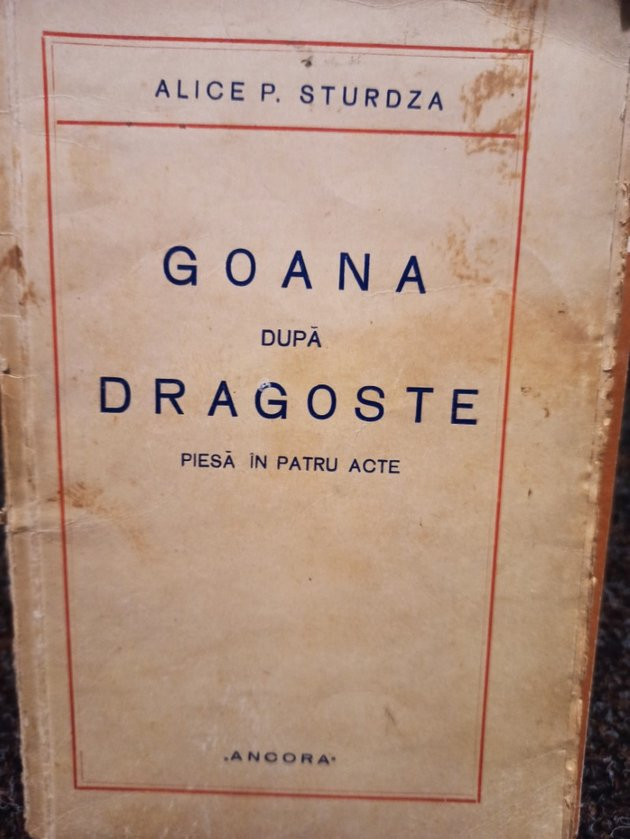 ALICE P. STURDZA
GOANA
DUPĂ
DRAGOSTE
PIESĂ ÎN PATRU ACTE
„ANCORA"